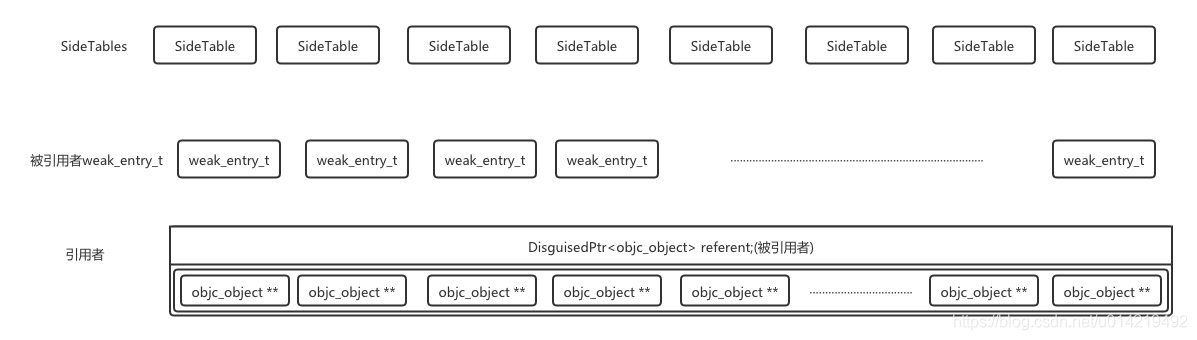 SideTables SideTable SideTable SideTable SideTable SideTable SideTable SideTable SideTable
被引用者weak_entry_t weak_entry_t weak_entry_t weak_entry_t weak_entry_t weak_entry_t
引用者
DisguisedPtr<objc_object> referent;(被引用者)
objc_object ** objc_object ** objc_object ** objc_object ** objc_object ** objc_object ** objc_object **
https://blog.csdn.net/u014219492